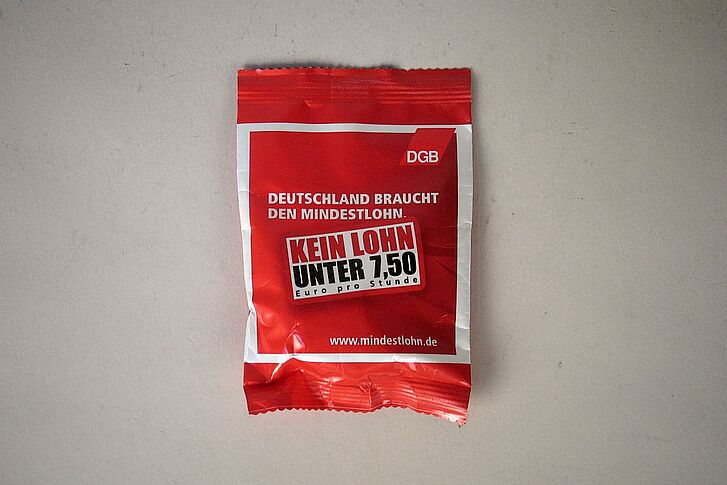 DGB
DEUTSCHLAND BRAUCHT
DEN MINDESTLOHN.
KEIN LOHN
UNTER 7,50
Euro pro Stunde
www.mindestlohn.de